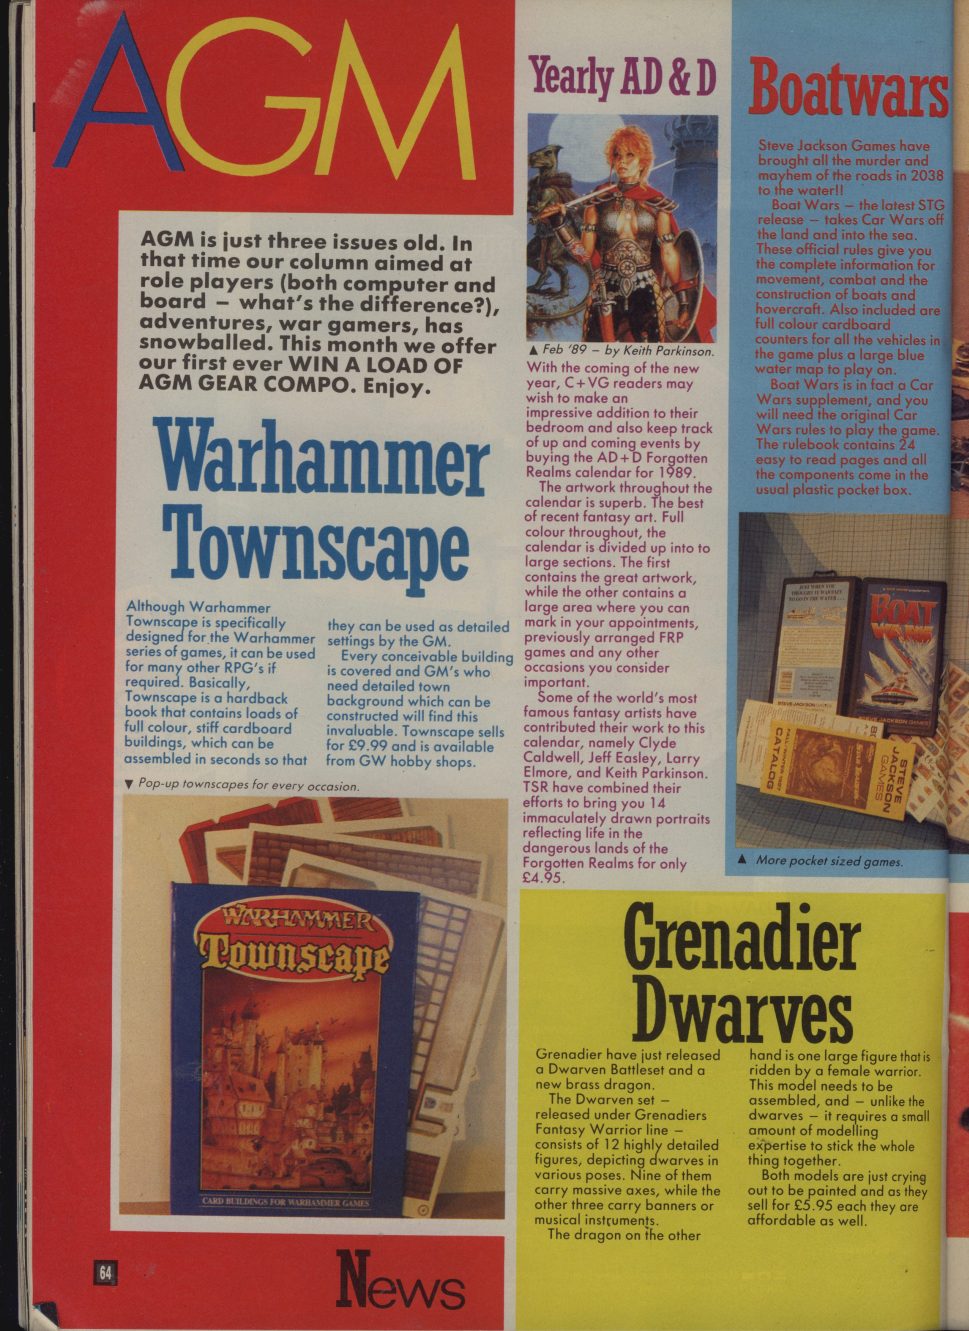 AGM
AGM is just three issues old. In
that time our column aimed at
role players (both computer and
board — what's the difference?),
adventures, war gamers, has
snowballed. This month we offer
our first ever WIN A LOAD OF
AGM GEAR COMPO. Enjoy.
Warhammer
Townscape
Although Warhammer
Townscape is specifically
designed for the Warhammer
series of games, it can be used
for many other RPG's if
required. Basically,
Townscape is a hardback
book that contains loads of
full colour, stiff cardboard
buildings, which can be
assembled in seconds so that
they can be used as detailed
settings by the GM.
Every conceivable building
is covered and GM's who
need detailed town
background which can be
constructed will find this
invaluable. Townscape sells
for £9.99 and is available
from GW hobby shops.
▼ Pop-up townscapes for every occasion.
WARHAMMER
Townscape
CARD BUILDINGS FOR WARHAMMER GAMES
Yearly AD & D
▲ Feb '89 — by Keith Parkinson.
With the coming of the new
year, C+VG readers may
wish to make an
impressive addition to their
bedroom and also keep track
of up and coming events by
buying the AD+D Forgotten
Realms calendar for 1989.
The artwork throughout the
calendar is superb. The best
of recent fantasy art. Full
colour throughout, the
calendar is divided up into to
large sections. The first
contains the great artwork,
while the other contains a
large area where you can
mark in your appointments,
previously arranged FRP
games and any other
occasions you consider
important.
Some of the world's most
famous fantasy artists have
contributed their work to this
calendar, namely Clyde
Caldwell, Jeff Easley, Larry
Elmore, and Keith Parkinson.
TSR have combined their
efforts to bring you 14
immaculately drawn portraits
reflecting life in the
dangerous lands of the
Forgotten Realms for only
£4.95.
Boatwars
Steve Jackson Games have
brought all the murder and
mayhem of the roads in 2038
to the water!!
Boat Wars — the latest STG
release — takes Car Wars off
the land and into the sea.
These official rules give you
the complete information for
movement, combat and the
construction of boats and
hovercraft. Also included are
full colour cardboard
counters for all the vehicles in
the game plus a large blue
water map to play on.
Boat Wars is in fact a Car
Wars supplement, and you
will need the original Car
Wars rules to play the game.
The rulebook contains 24
easy to read pages and all
the components come in the
usual plastic pocket box.
JUST WHEN YOU
THOUGHT IT WAS SAFE
TO GO IN THE WATER...
BOAT
WARS
STEVE JACKSON GAMES
STEVE JACKSON GAMES
CATALOG
STEVE
JACKSON
GAMES
▲ More pocket sized games.
Grenadier
Dwarves
Grenadier have just released
a Dwarven Battleset and a
new brass dragon.
The Dwarven set —
released under Grenadiers
Fantasy Warrior line —
consists of 12 highly detailed
figures, depicting dwarves in
various poses. Nine of them
carry massive axes, while the
other three carry banners or
musical instruments.
The dragon on the other
hand is one large figure that is
ridden by a female warrior.
This model needs to be
assembled, and — unlike the
dwarves — it requires a small
amount of modelling
expertise to stick the whole
thing together.
Both models are just crying
out to be painted and as they
sell for £5.95 each they are
affordable as well.
64
News